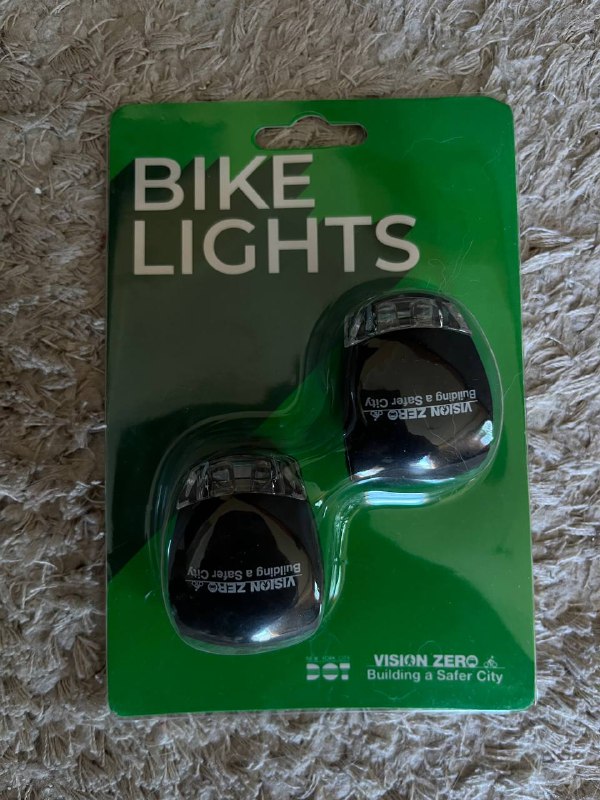 BIKE
LIGHTS
VISION ZERO
Building a Safer City
VISION ZERO
Building a Safer City
DOT
VISION ZERO
Building a Safer City